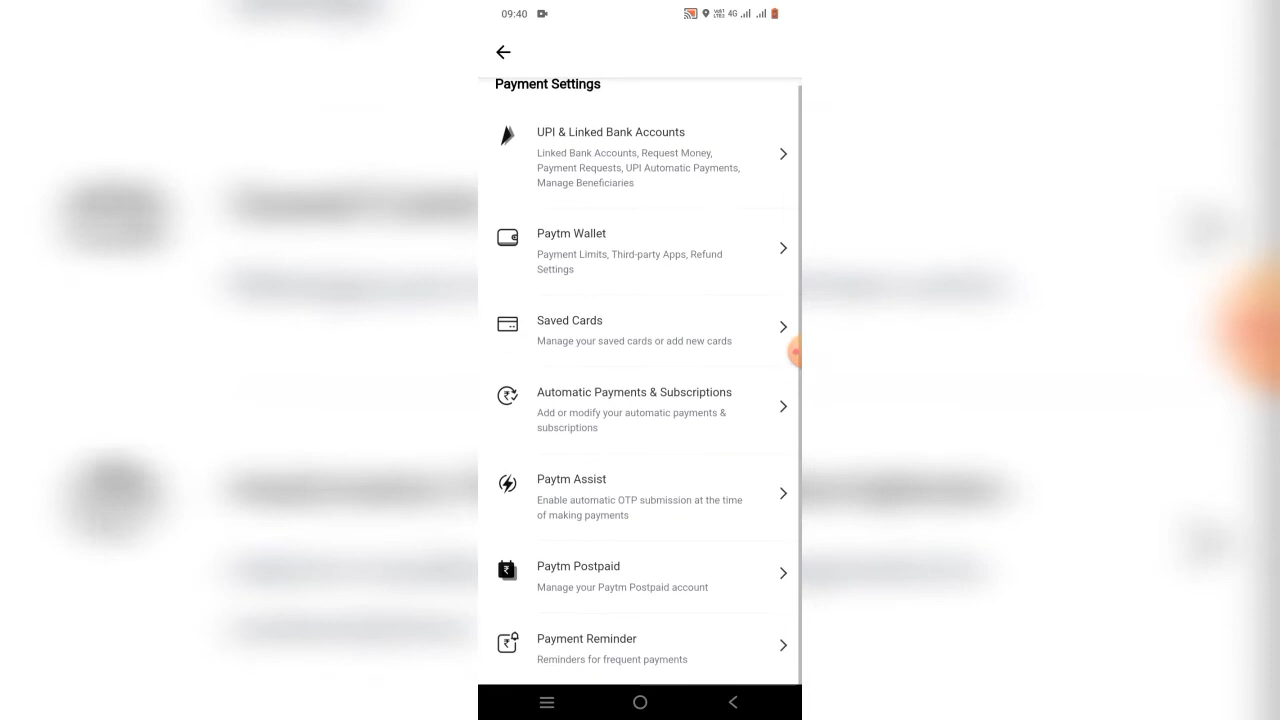 09:40
4G
Payment Settings
UPI & Linked Bank Accounts
Linked Bank Accounts, Request Money,
Payment Requests, UPI Automatic Payments,
Manage Beneficiaries
Paytm Wallet
Payment Limits, Third-party Apps, Refund
Settings
Saved Cards
Manage your saved cards or add new cards
Automatic Payments & Subscriptions
Add or modify your automatic payments &
subscriptions
Paytm Assist
Enable automatic OTP submission at the time
of making payments
Paytm Postpaid
Manage your Paytm Postpaid account
Payment Reminder
Reminders for frequent payments